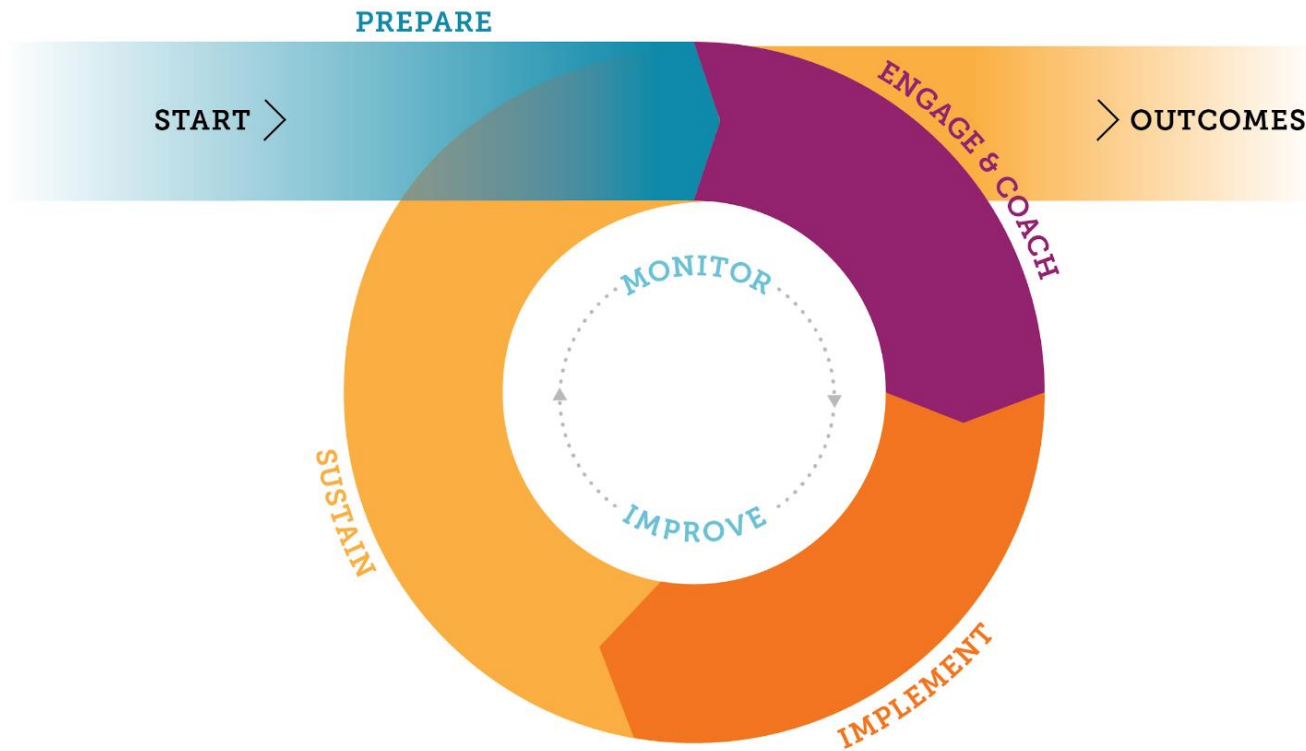 PREPARE
START
ENGAGE & COACH
OUTCOMES
MONITOR
IMPROVE
SUSTAIN
IMPLEMENT